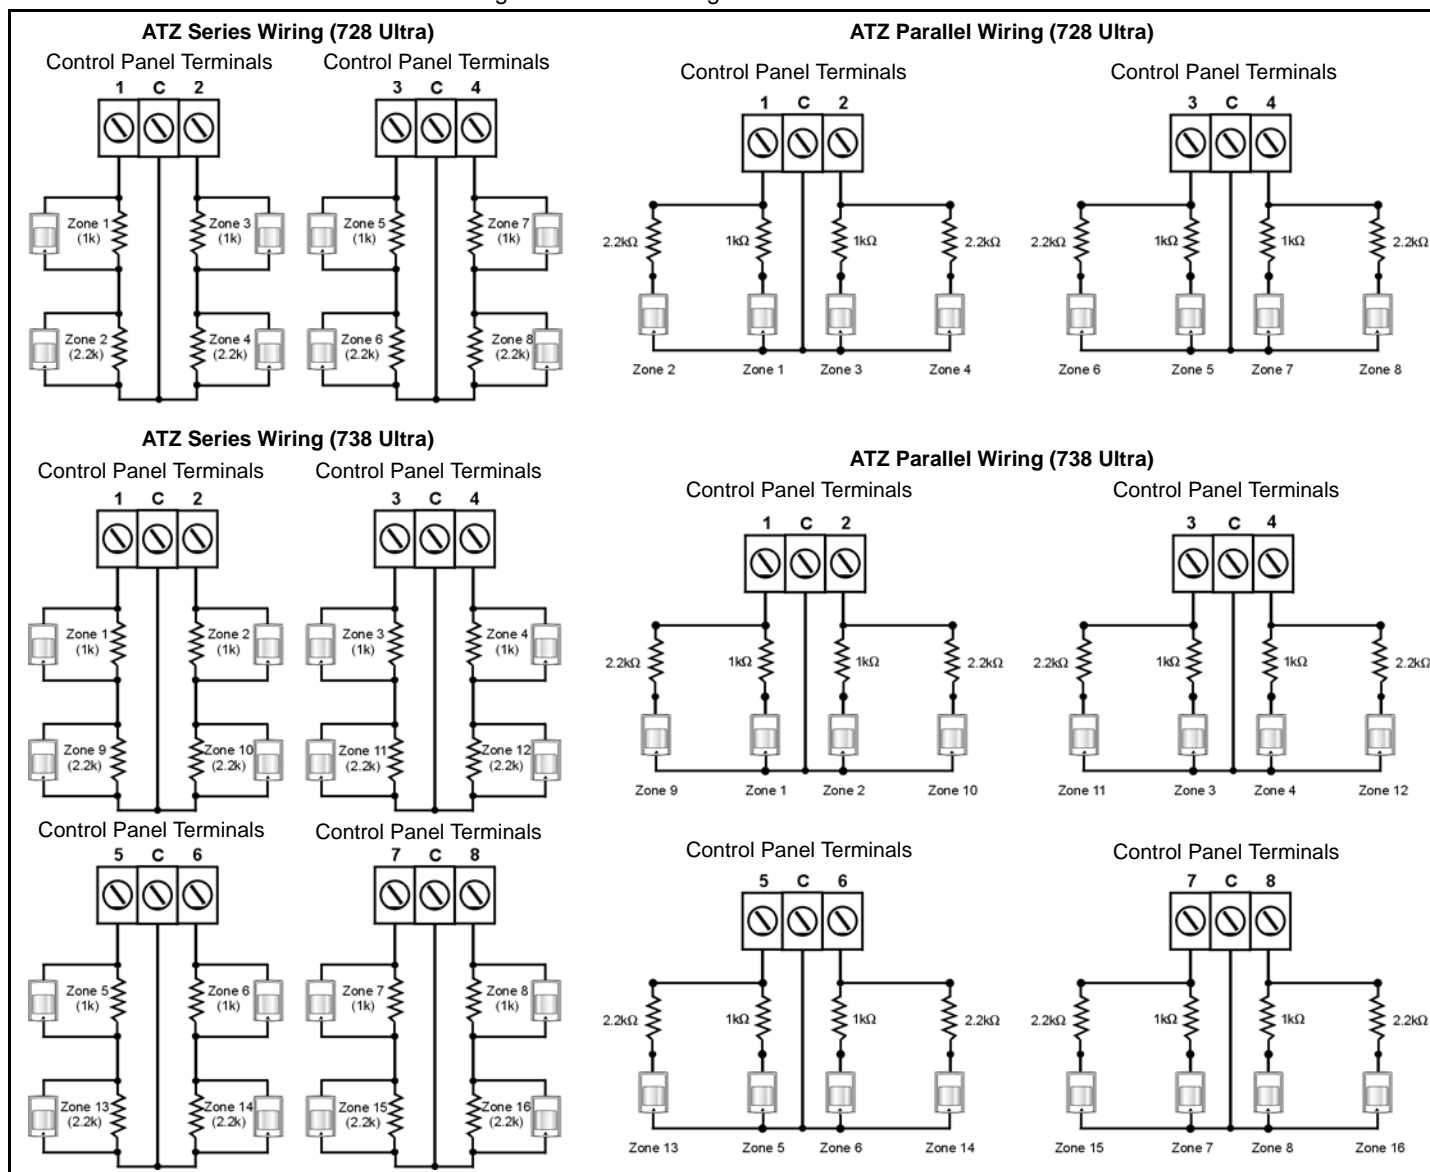 ATZ Series Wiring (728 Ultra)
Control Panel Terminals
Control Panel Terminals
1 C 2
3 C 4
Zone 1
(1k)
Zone 3
(1k)
Zone 5
(1k)
Zone 7
(1k)
Zone 2
(2.2k)
Zone 4
(2.2k)
Zone 6
(2.2k)
Zone 8
(2.2k)
ATZ Parallel Wiring (728 Ultra)
Control Panel Terminals
Control Panel Terminals
1 C 2
3 C 4
2.2kΩ 1kΩ 1kΩ 2.2kΩ
2.2kΩ 1kΩ 1kΩ 2.2kΩ
Zone 2 Zone 1 Zone 3 Zone 4
Zone 6 Zone 5 Zone 7 Zone 8
ATZ Series Wiring (738 Ultra)
Control Panel Terminals
Control Panel Terminals
1 C 2
3 C 4
Zone 1
(1k)
Zone 2
(1k)
Zone 3
(1k)
Zone 4
(1k)
Zone 9
(2.2k)
Zone 10
(2.2k)
Zone 11
(2.2k)
Zone 12
(2.2k)
Control Panel Terminals
Control Panel Terminals
5 C 6
7 C 8
Zone 5
(1k)
Zone 6
(1k)
Zone 7
(1k)
Zone 8
(1k)
Zone 13
(2.2k)
Zone 14
(2.2k)
Zone 15
(2.2k)
Zone 16
(2.2k)
ATZ Parallel Wiring (738 Ultra)
Control Panel Terminals
Control Panel Terminals
1 C 2
3 C 4
2.2kΩ 1kΩ 1kΩ 2.2kΩ
2.2kΩ 1kΩ 1kΩ 2.2kΩ
Zone 9 Zone 1 Zone 2 Zone 10
Zone 11 Zone 3 Zone 4 Zone 12
Control Panel Terminals
Control Panel Terminals
5 C 6
7 C 8
2.2kΩ 1kΩ 1kΩ 2.2kΩ
2.2kΩ 1kΩ 1kΩ 2.2kΩ
Zone 13 Zone 5 Zone 6 Zone 14
Zone 15 Zone 7 Zone 8 Zone 16